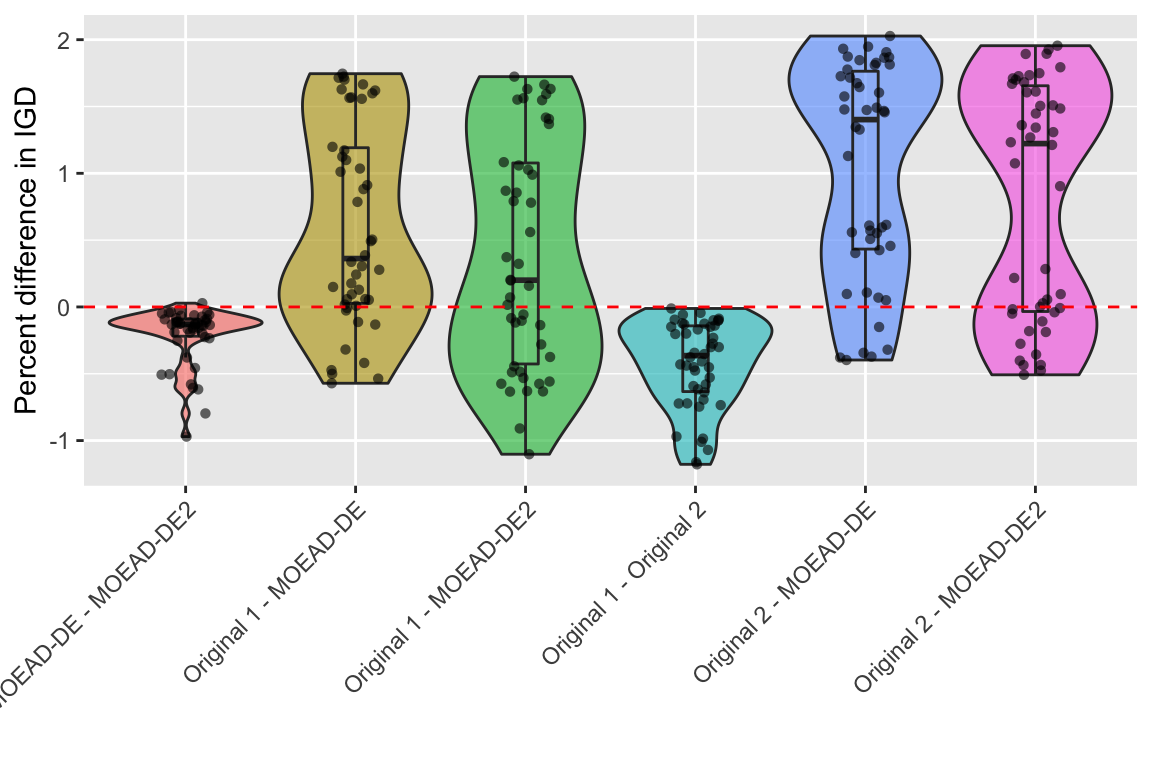 Percent difference in IGD
2
1
0
-1
MOEAD-DE - MOEAD-DE2
Original 1 - MOEAD-DE
Original 1 - MOEAD-DE2
Original 1 - Original 2
Original 2 - MOEAD-DE
Original 2 - MOEAD-DE2